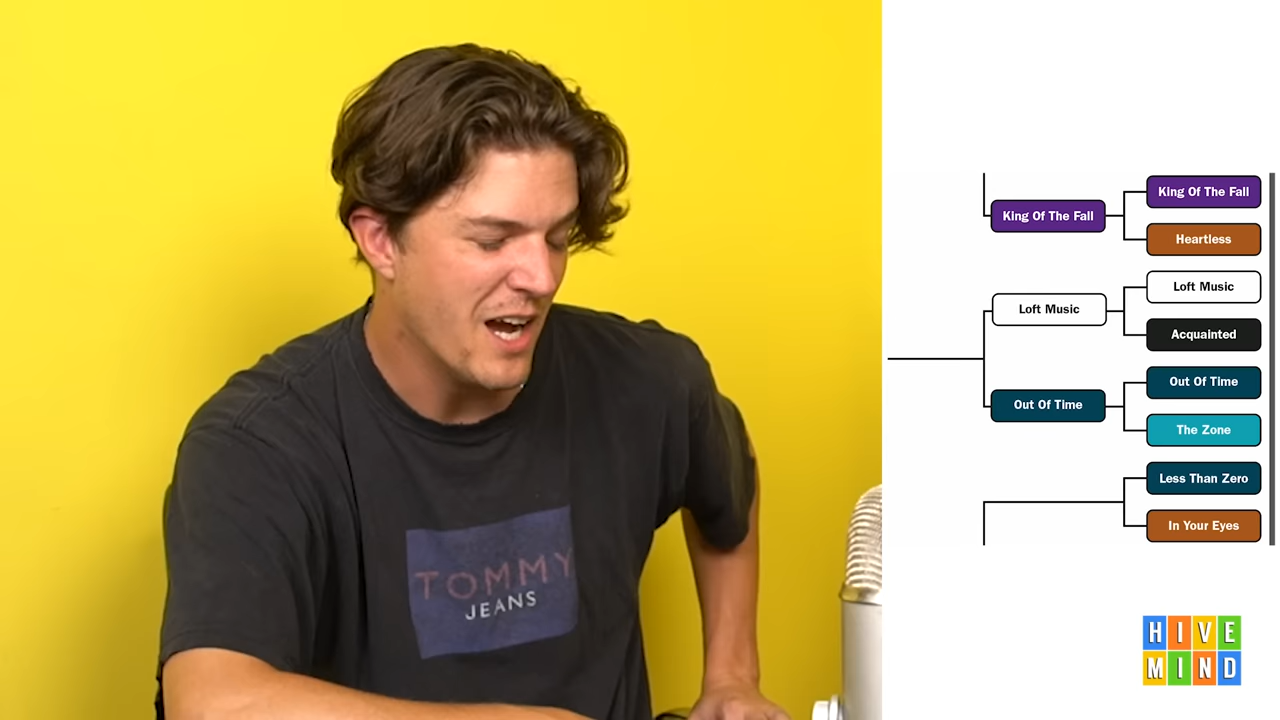 TOMMY
JEANS
King Of The Fall
King Of The Fall
Heartless
Loft Music
Loft Music
Acquainted
Out Of Time
Out Of Time
The Zone
Less Than Zero
In Your Eyes
HIVE
MIND